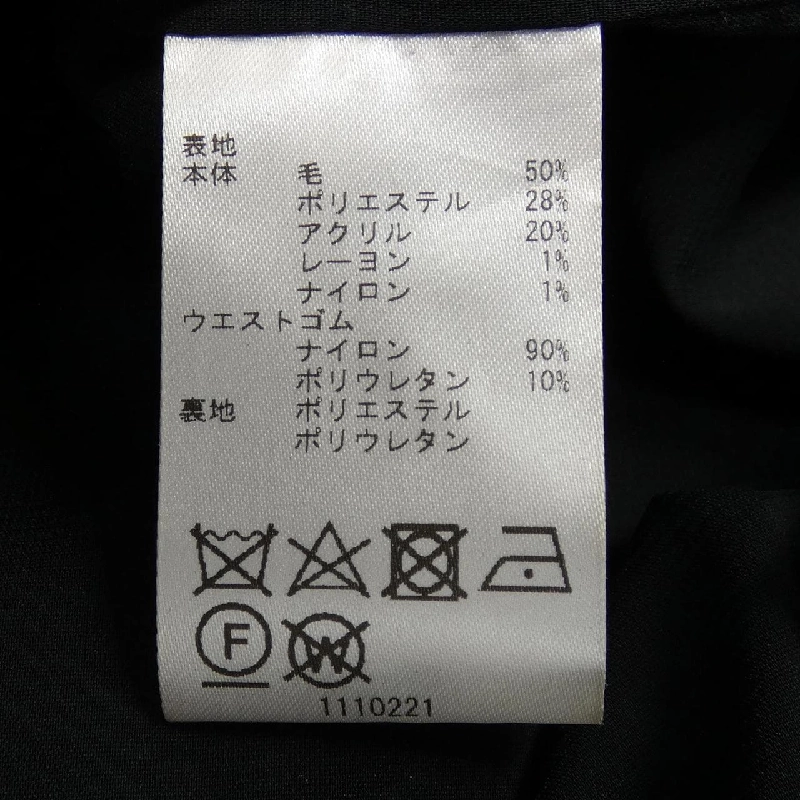 表地
本体 毛 50%
ポリエステル 28%
アクリル 20%
レーヨン 1%
ナイロン 1%
ウエストゴム
ナイロン 90%
ポリウレタン 10%
裏地 ポリエステル
ポリウレタン
F W
1110221